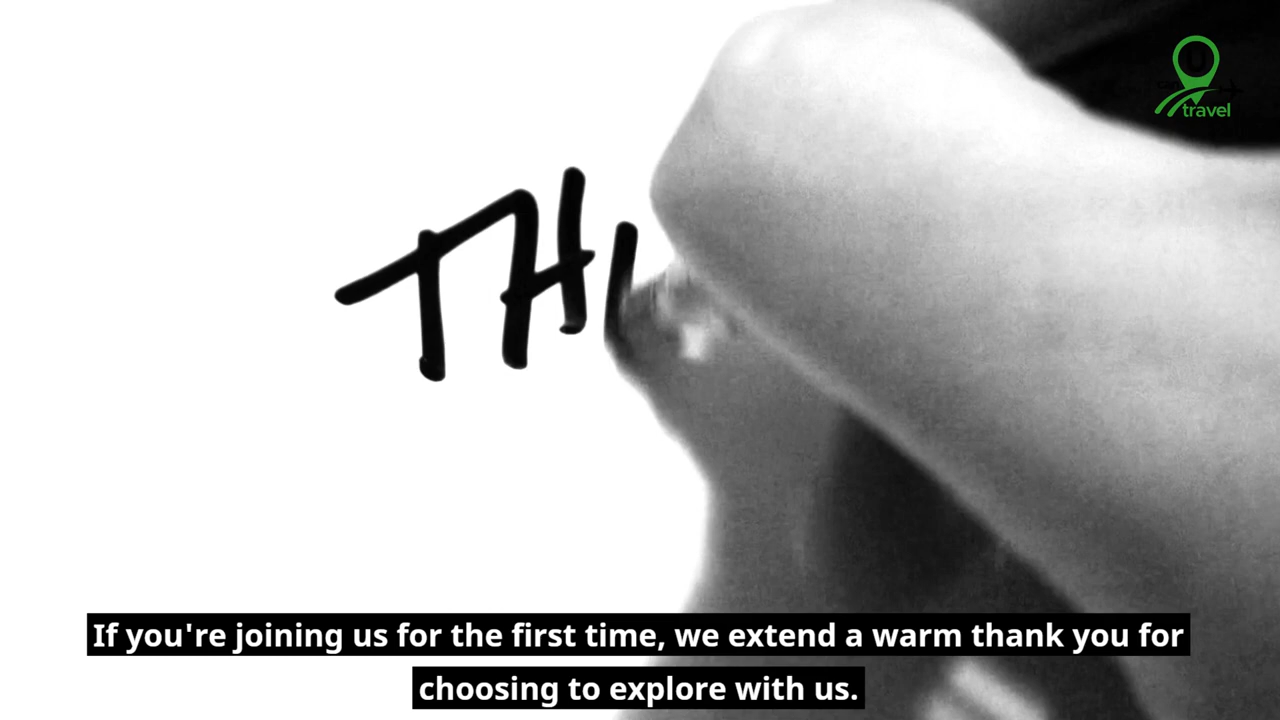 U
travel
TH
If you're joining us for the first time, we extend a warm thank you for
choosing to explore with us.